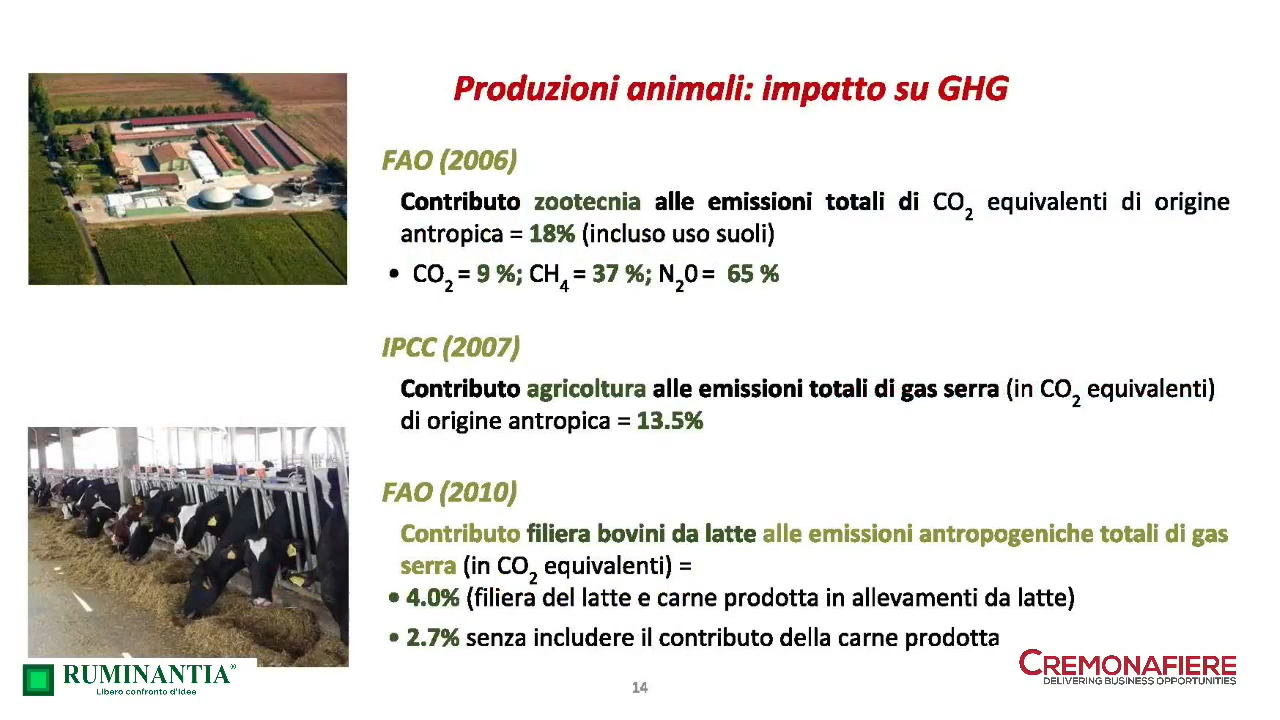 Produzioni animali: impatto su GHG
FAO (2006)
Contributo zootecnia alle emissioni totali di CO₂ equivalenti di origine
antropica = 18% (incluso uso suoli)
• CO₂ = 9 %; CH₄ = 37 %; N₂0 = 65 %
IPCC (2007)
Contributo agricoltura alle emissioni totali di gas serra (in CO₂ equivalenti)
di origine antropica = 13.5%
FAO (2010)
Contributo filiera bovini da latte alle emissioni antropogeniche totali di gas
serra (in CO₂ equivalenti) =
• 4.0% (filiera del latte e carne prodotta in allevamenti da latte)
• 2.7% senza includere il contributo della carne prodotta
RUMINANTIA®
Libero confronto d'idee
14
CREMONAFIERE
DELIVERING BUSINESS OPPORTUNITIES